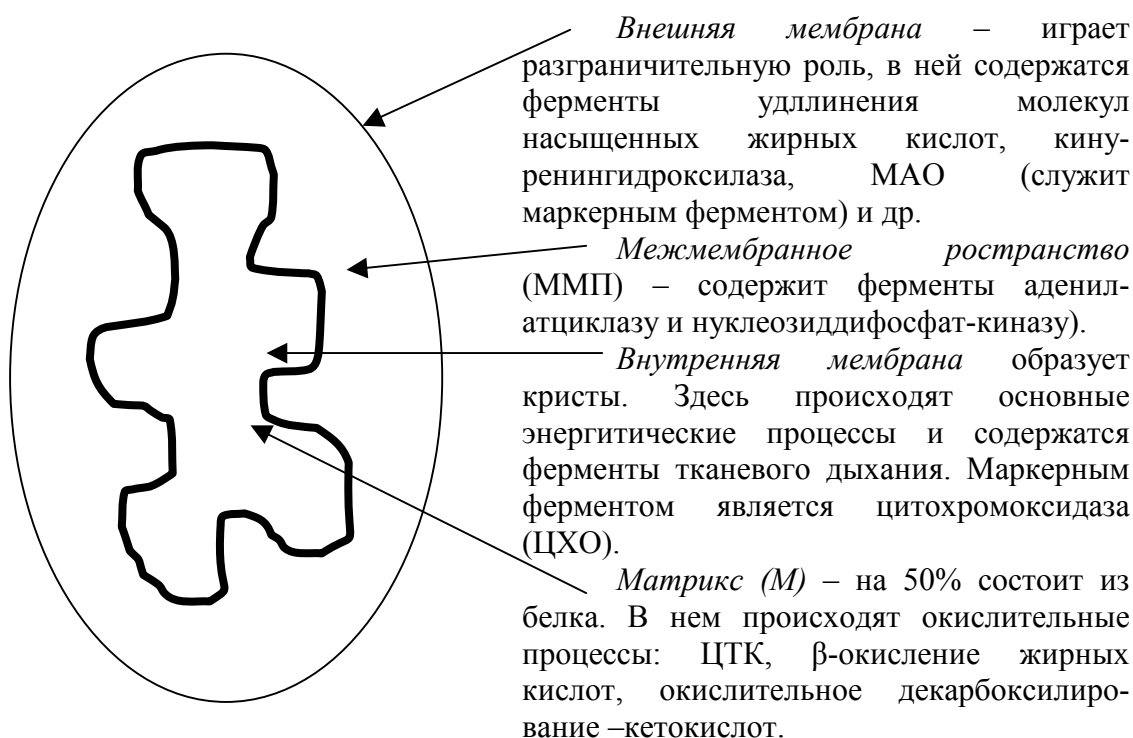 Внешняя мембрана – играет
разграничительную роль, в ней содержатся
ферменты удллинения молекул
насыщенных жирных кислот, кину-
ренингидроксилаза, МАО (служит
маркерным ферментом) и др.
Межмембранное ространство
(ММП) – содержит ферменты аденил-
атциклазу и нуклеозиддифосфат-киназу).
Внутренняя мембрана образует
кристы. Здесь происходят основные
энергитические процессы и содержатся
ферменты тканевого дыхания. Маркерным
ферментом является цитохромоксидаза
(ЦХО).
Матрикс (М) – на 50% состоит из
белка. В нем происходят окислительные
процессы: ЦТК, β-окисление жирных
кислот, окислительное декарбоксилиро-
вание –кетокислот.